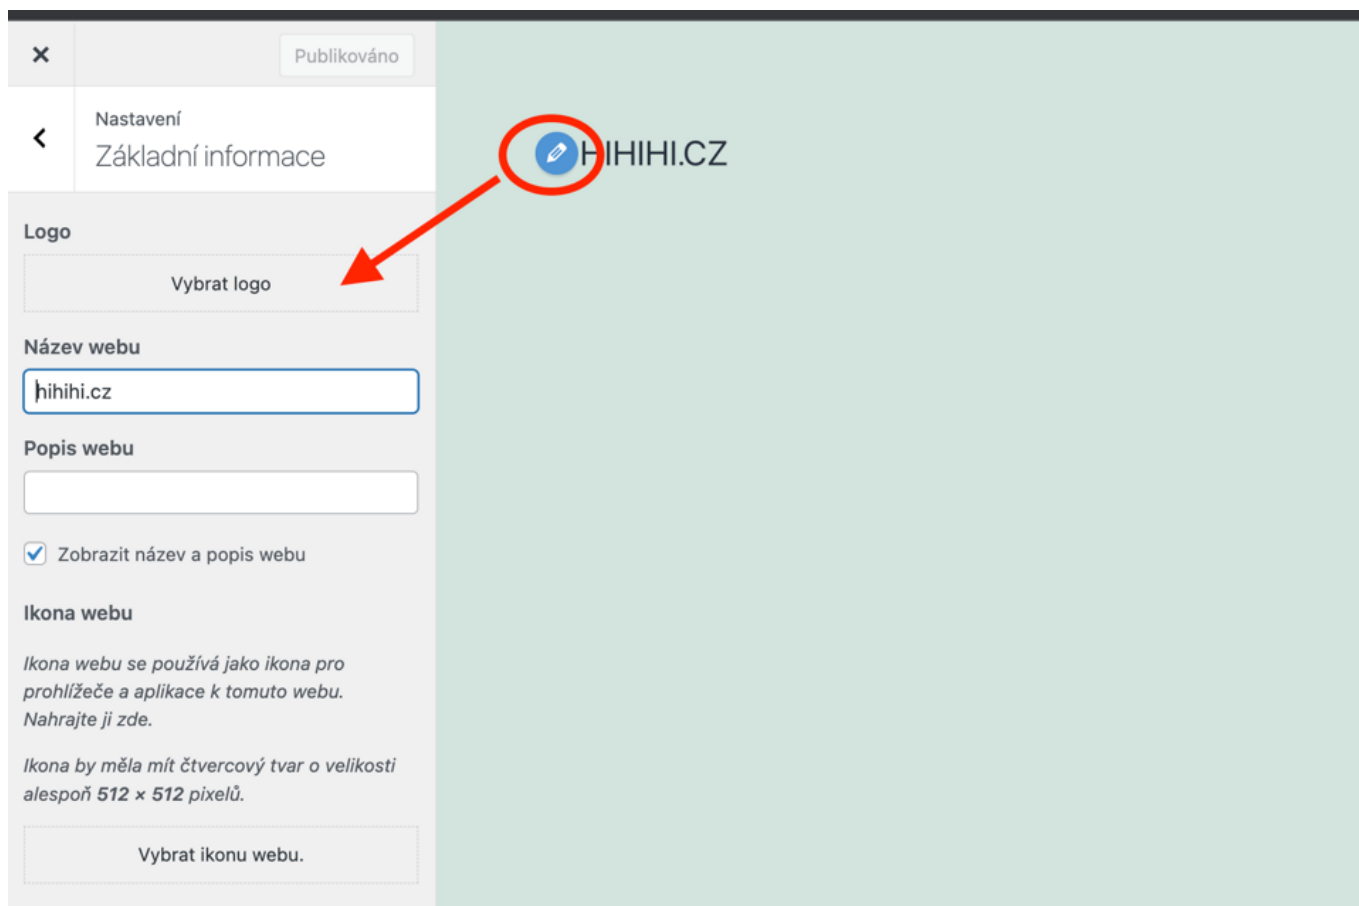 Publikováno
Nastavení
Základní informace
HIHIHI.CZ
Logo
Vybrat logo
Název webu
hihihi.cz
Popis webu
Zobrazit název a popis webu
Ikona webu
Ikona webu se používá jako ikona pro
prohlížeče a aplikace k tomuto webu.
Nahrajte ji zde.
Ikona by měla mít čtvercový tvar o velikosti
alespoň 512 × 512 pixelů.
Vybrat ikonu webu.